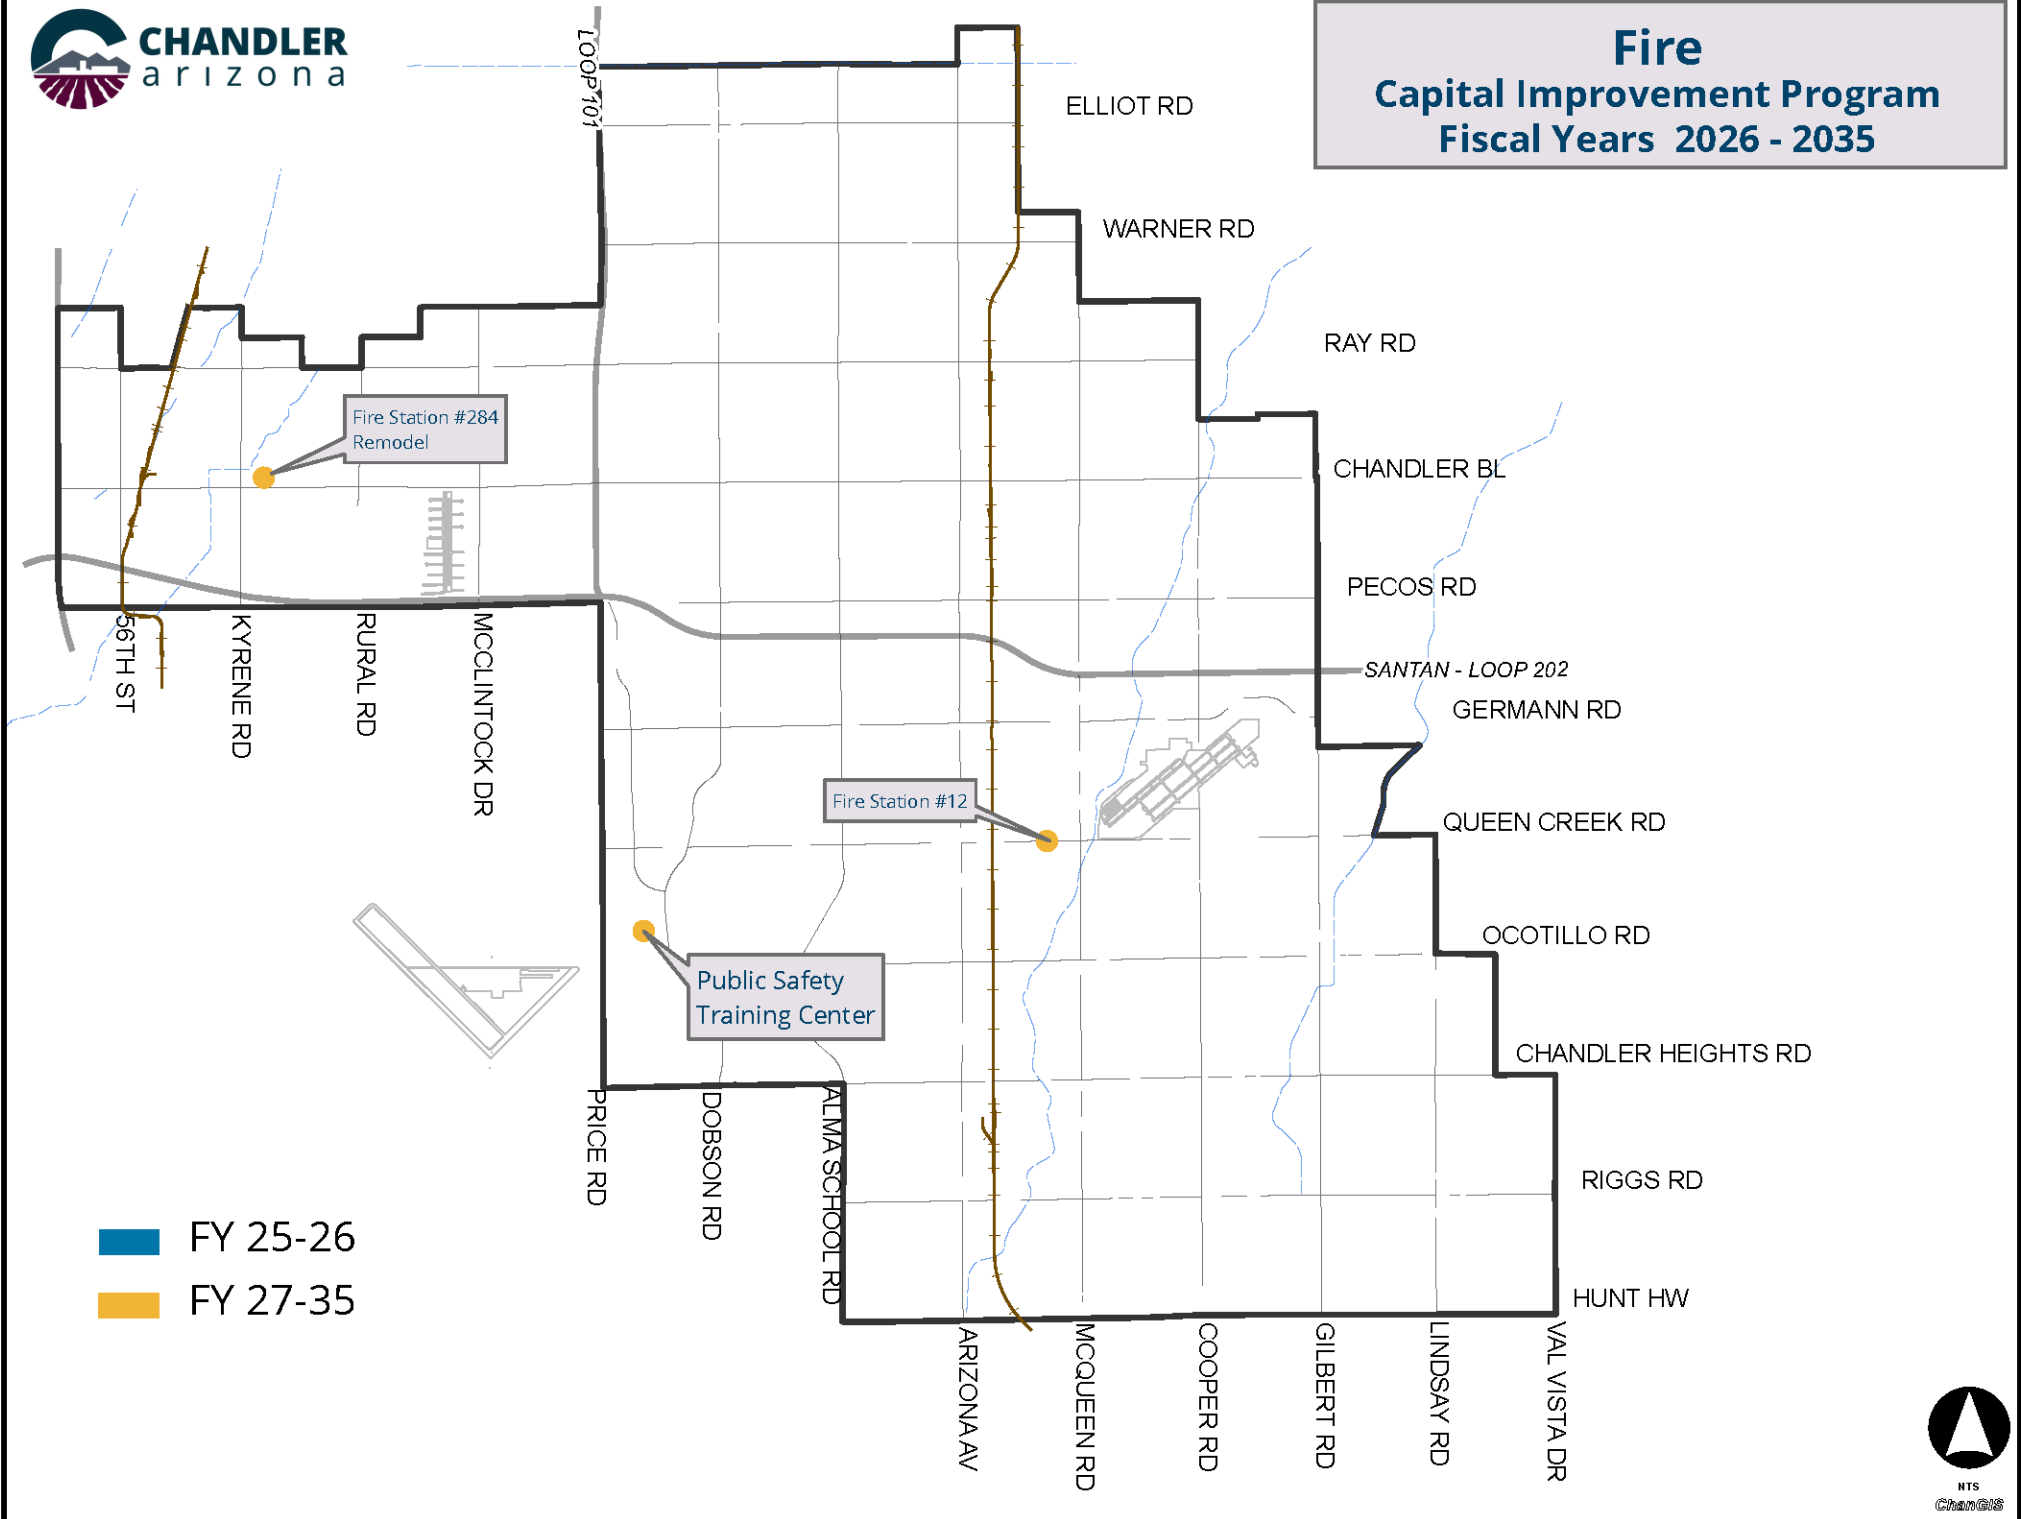 CHANDLER
arizona
Fire
Capital Improvement Program
Fiscal Years 2026 - 2035
LOOP 101
ELLIOT RD
WARNER RD
RAY RD
Fire Station #284
Remodel
CHANDLER BL
PECOS RD
56TH ST
KYRENE RD
RURAL RD
MCCLINTOCK DR
SANTAN - LOOP 202
GERMANN RD
Fire Station #12
QUEEN CREEK RD
OCOTILLO RD
Public Safety
Training Center
CHANDLER HEIGHTS RD
PRICE RD
DOBSON RD
ALMA SCHOOL RD
RIGGS RD
FY 25-26
FY 27-35
HUNT HW
ARIZONA AV
MCQUEEN RD
COOPER RD
GILBERT RD
LINDSAY RD
VAL VISTA DR
NTS
ChanGIS